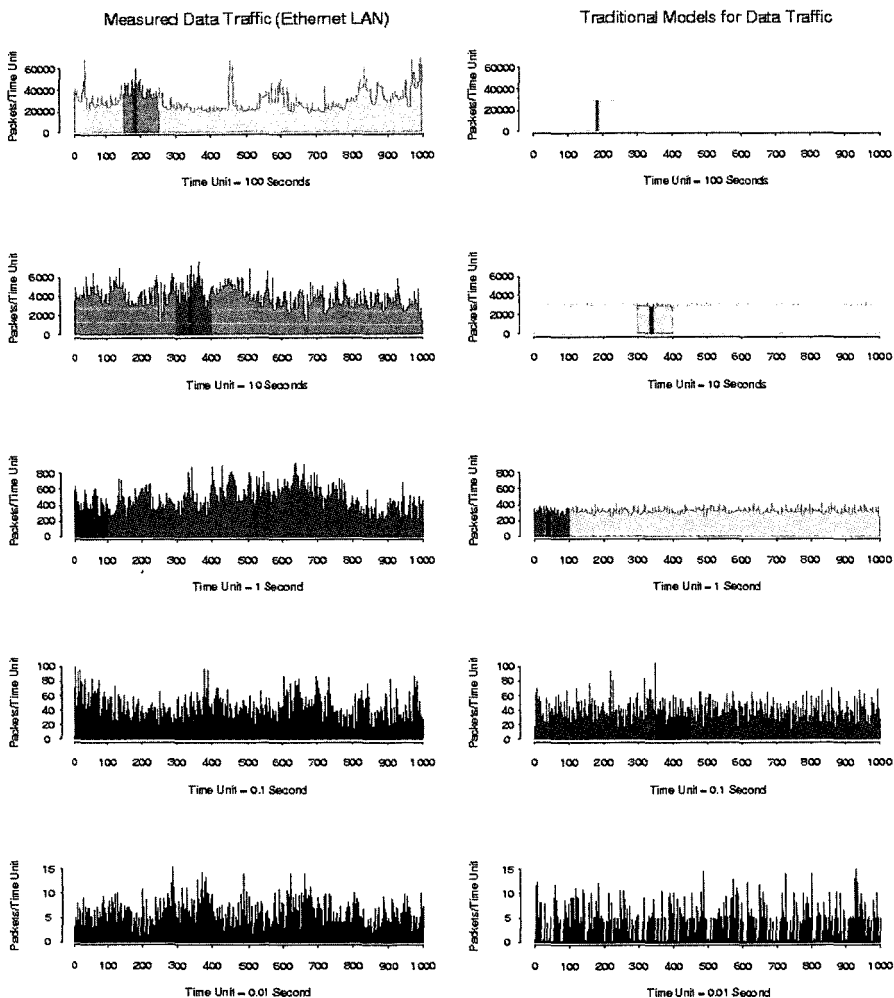 Measured Data Traffic (Ethernet LAN)
Packets/Time Unit
60000
40000
20000
0
0 100 200 300 400 500 600 700 800 900 1000
Time Unit = 100 Seconds
Packets/Time Unit
6000
4000
2000
0
0 100 200 300 400 500 600 700 800 900 1000
Time Unit = 10 Seconds
Packets/Time Unit
800
600
400
200
0
0 100 200 300 400 500 600 700 800 900 1000
Time Unit = 1 Second
Packets/Time Unit
100
80
60
40
20
0
0 100 200 300 400 500 600 700 800 900 1000
Time Unit = 0.1 Second
Packets/Time Unit
15
10
5
0
0 100 200 300 400 500 600 700 800 900 1000
Time Unit = 0.01 Second
Traditional Models for Data Traffic
Packets/Time Unit
60000
40000
20000
0
0 100 200 300 400 500 600 700 800 900 1000
Time Unit = 100 Seconds
Packets/Time Unit
6000
4000
2000
0
0 100 200 300 400 500 600 700 800 900 1000
Time Unit = 10 Seconds
Packets/Time Unit
800
600
400
200
0
0 100 200 300 400 500 600 700 800 900 1000
Time Unit = 1 Second
Packets/Time Unit
100
80
60
40
20
0
0 100 200 300 400 500 600 700 800 900 1000
Time Unit = 0.1 Second
Packets/Time Unit
15
10
5
0
0 100 200 300 400 500 600 700 800 900 1000
Time Unit = 0.01 Second